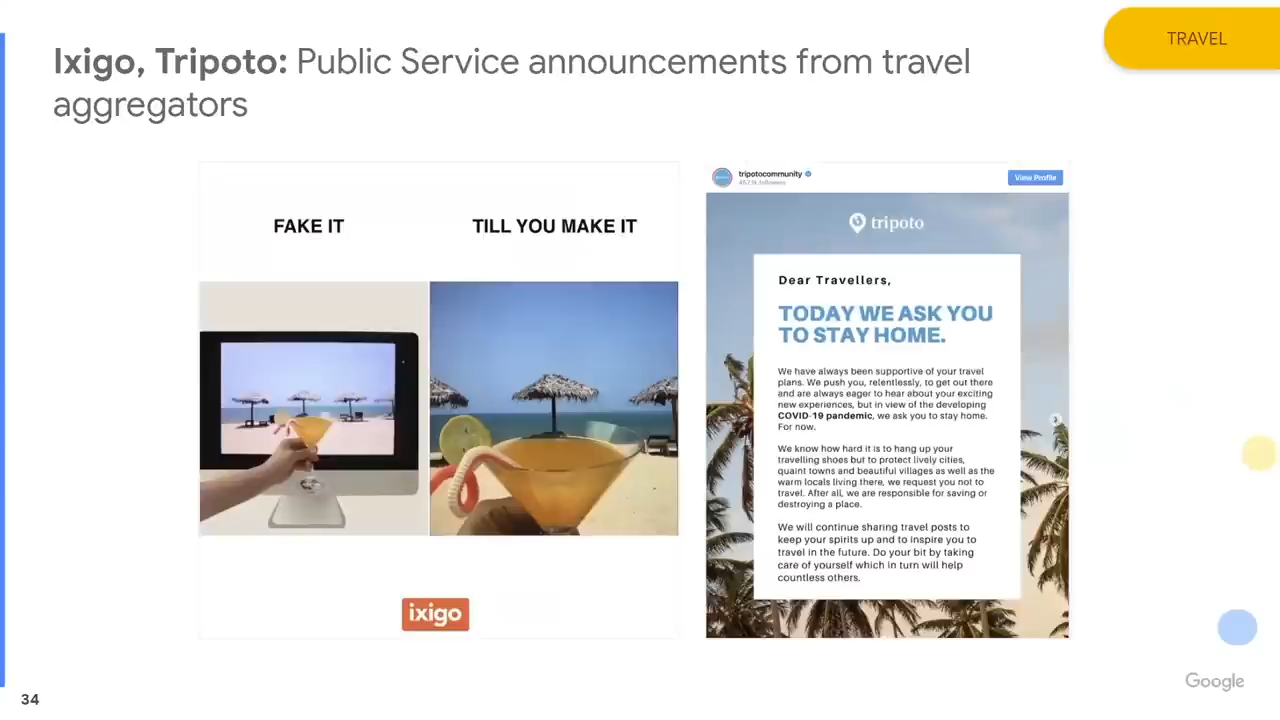 TRAVEL
Ixigo, Tripoto: Public Service announcements from travel
aggregators
FAKE IT
TILL YOU MAKE IT
ixigo
tripotocommunity
View Profile
tripoto
Dear Travellers,
TODAY WE ASK YOU
TO STAY HOME.
We have always been supportive of your travel
plans. We push you, relentlessly, to get out there
and are always eager to hear about your exciting
new experiences, but in view of the developing
COVID-19 pandemic, we ask you to stay home.
For now.
We know how hard it is to hang up your
travelling shoes but to protect lively cities,
quaint towns and beautiful villages as well as the
warm locals living there, we request you not to
travel. After all, we are responsible for saving or
destroying a place.
We will continue sharing travel posts to
keep your spirits up and to inspire you to
travel in the future. Do your bit by taking
care of yourself which in turn will help
countless others.
Google
34